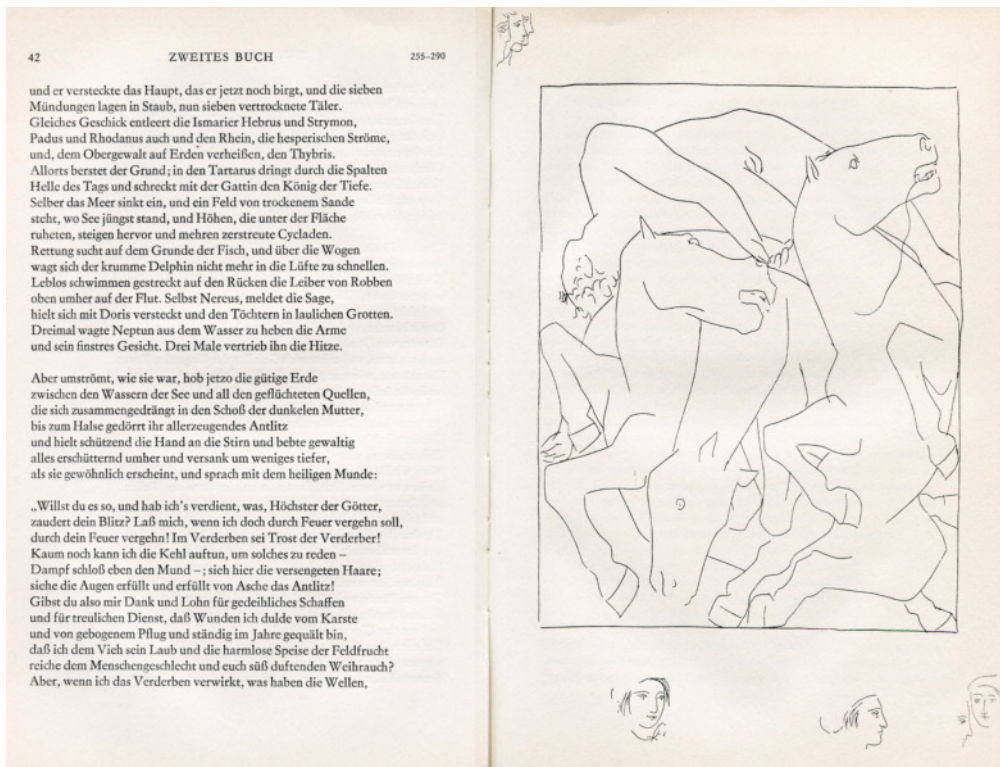 42 ZWEITES BUCH 255–290
und er versteckte das Haupt, das er jetzt noch birgt, und die sieben
Mündungen lagen in Staub, nun sieben vertrocknete Täler.
Gleiches Geschick entleert die Ismarier Hebrus und Strymon,
Padus und Rhodanus auch und den Rhein, die hesperischen Ströme,
und, dem Obergewalt auf Erden verheißen, den Thybris.
Allorts berstet der Grund; in den Tartarus dringt durch die Spalten
Helle des Tags und schreckt mit der Gattin den König der Tiefe.
Selber das Meer sinkt ein, und ein Feld von trockenem Sande
steht, wo See jüngst stand, und Höhen, die unter der Fläche
ruheten, steigen hervor und mehren zerstreute Cycladen.
Rettung sucht auf dem Grunde der Fisch, und über die Wogen
wagt sich der krumme Delphin nicht mehr in die Lüfte zu schnellen.
Leblos schwimmen gestreckt auf den Rücken die Leiber von Robben
oben umher auf der Flut. Selbst Nereus, meldet die Sage,
hielt sich mit Doris versteckt und den Töchtern in laulichen Grotten.
Dreimal wagte Neptun aus dem Wasser zu heben die Arme
und sein finstres Gesicht. Drei Male vertrieb ihn die Hitze.
Aber umströmt, wie sie war, hob jetzo die gütige Erde
zwischen den Wassern der See und all den geflüchteten Quellen,
die sich zusammengedrängt in den Schoß der dunkelen Mutter,
bis zum Halse gedörrt ihr allerzeugendes Antlitz
und hielt schützend die Hand an die Stirn und bebte gewaltig
alles erschütternd umher und versank um weniges tiefer,
als sie gewöhnlich erscheint, und sprach mit dem heiligen Munde:
„Willst du es so, und hab ich's verdient, was, Höchster der Götter,
zaudert dein Blitz? Laß mich, wenn ich doch durch Feuer vergehn soll,
durch dein Feuer vergehn! Im Verderben sei Trost der Verderber!
Kaum noch kann ich die Kehl auftun, um solches zu reden –
Dampf schloß eben den Mund –; sieh hier die versengeten Haare;
siehe die Augen erfüllt und erfüllt von Asche das Antlitz!
Gibst du also mir Dank und Lohn für gedeihliches Schaffen
und für treulichen Dienst, daß Wunden ich dulde vom Karste
und von gebogenem Pflug und ständig im Jahre gequält bin,
daß ich dem Vieh sein Laub und die harmlose Speise der Feldfrucht
reiche dem Menschengeschlecht und euch süß duftenden Weihrauch?
Aber, wenn ich das Verderben verwirkt, was haben die Wellen,